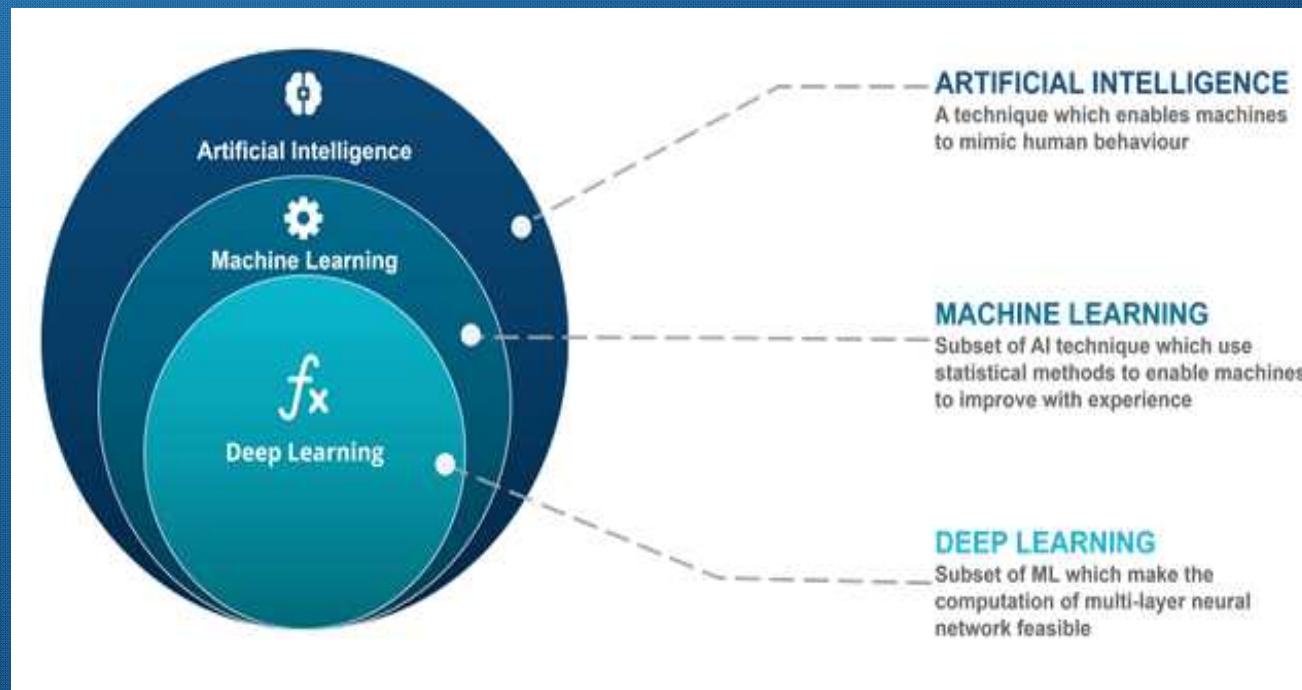 Artificial Intelligence
Machine Learning
fx
Deep Learning
ARTIFICIAL INTELLIGENCE
A technique which enables machines
to mimic human behaviour
MACHINE LEARNING
Subset of AI technique which use
statistical methods to enable machines
to improve with experience
DEEP LEARNING
Subset of ML which make the
computation of multi-layer neural
network feasible